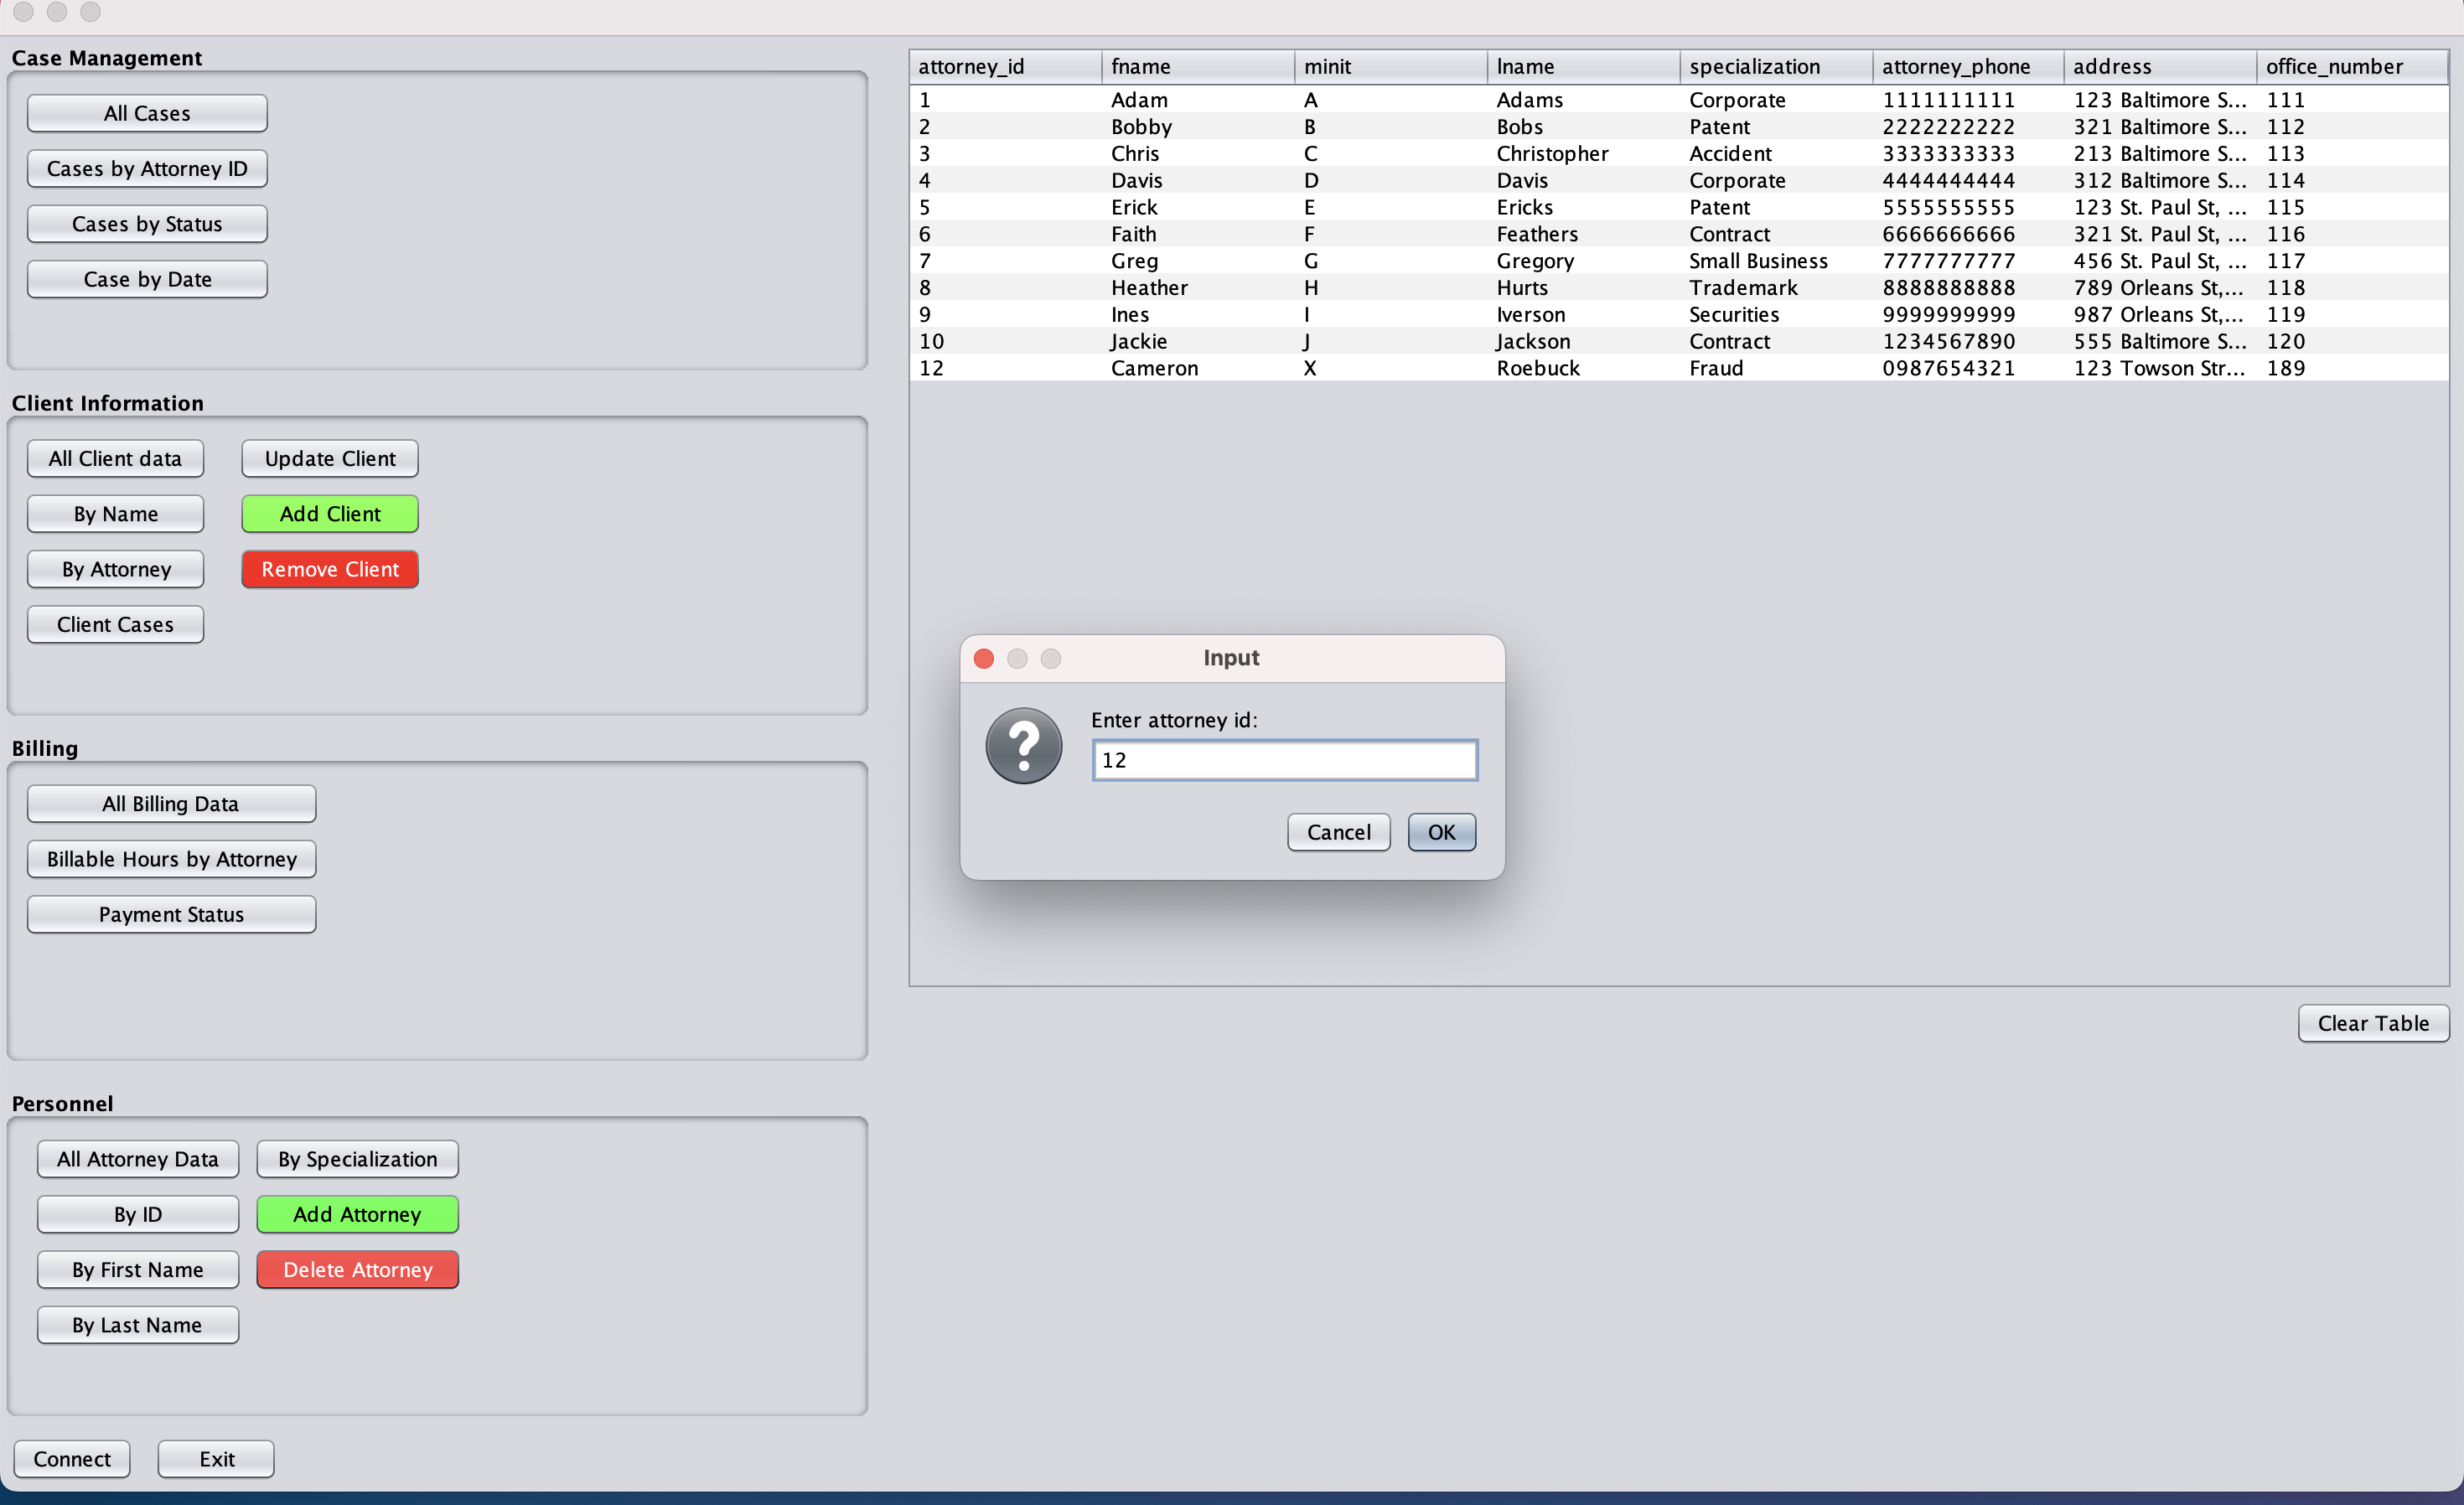 Case Management
All Cases
Cases by Attorney ID
Cases by Status
Case by Date
Client Information
All Client data Update Client
By Name Add Client
By Attorney Remove Client
Client Cases
Billing
All Billing Data
Billable Hours by Attorney
Payment Status
Personnel
All Attorney Data By Specialization
By ID Add Attorney
By First Name Delete Attorney
By Last Name
Connect Exit
attorney_id fname minit lname specialization attorney_phone address office_number
1 Adam A Adams Corporate 1111111111 123 Baltimore S... 111
2 Bobby B Bobs Patent 2222222222 321 Baltimore S... 112
3 Chris C Christopher Accident 3333333333 213 Baltimore S... 113
4 Davis D Davis Corporate 4444444444 312 Baltimore S... 114
5 Erick E Ericks Patent 5555555555 123 St. Paul St, ... 115
6 Faith F Feathers Contract 6666666666 321 St. Paul St, ... 116
7 Greg G Gregory Small Business 7777777777 456 St. Paul St, ... 117
8 Heather H Hurts Trademark 8888888888 789 Orleans St,... 118
9 Ines I Iverson Securities 9999999999 987 Orleans St,... 119
10 Jackie J Jackson Contract 1234567890 555 Baltimore S... 120
12 Cameron X Roebuck Fraud 0987654321 123 Towson Str... 189
Input
Enter attorney id:
12
Cancel OK
Clear Table